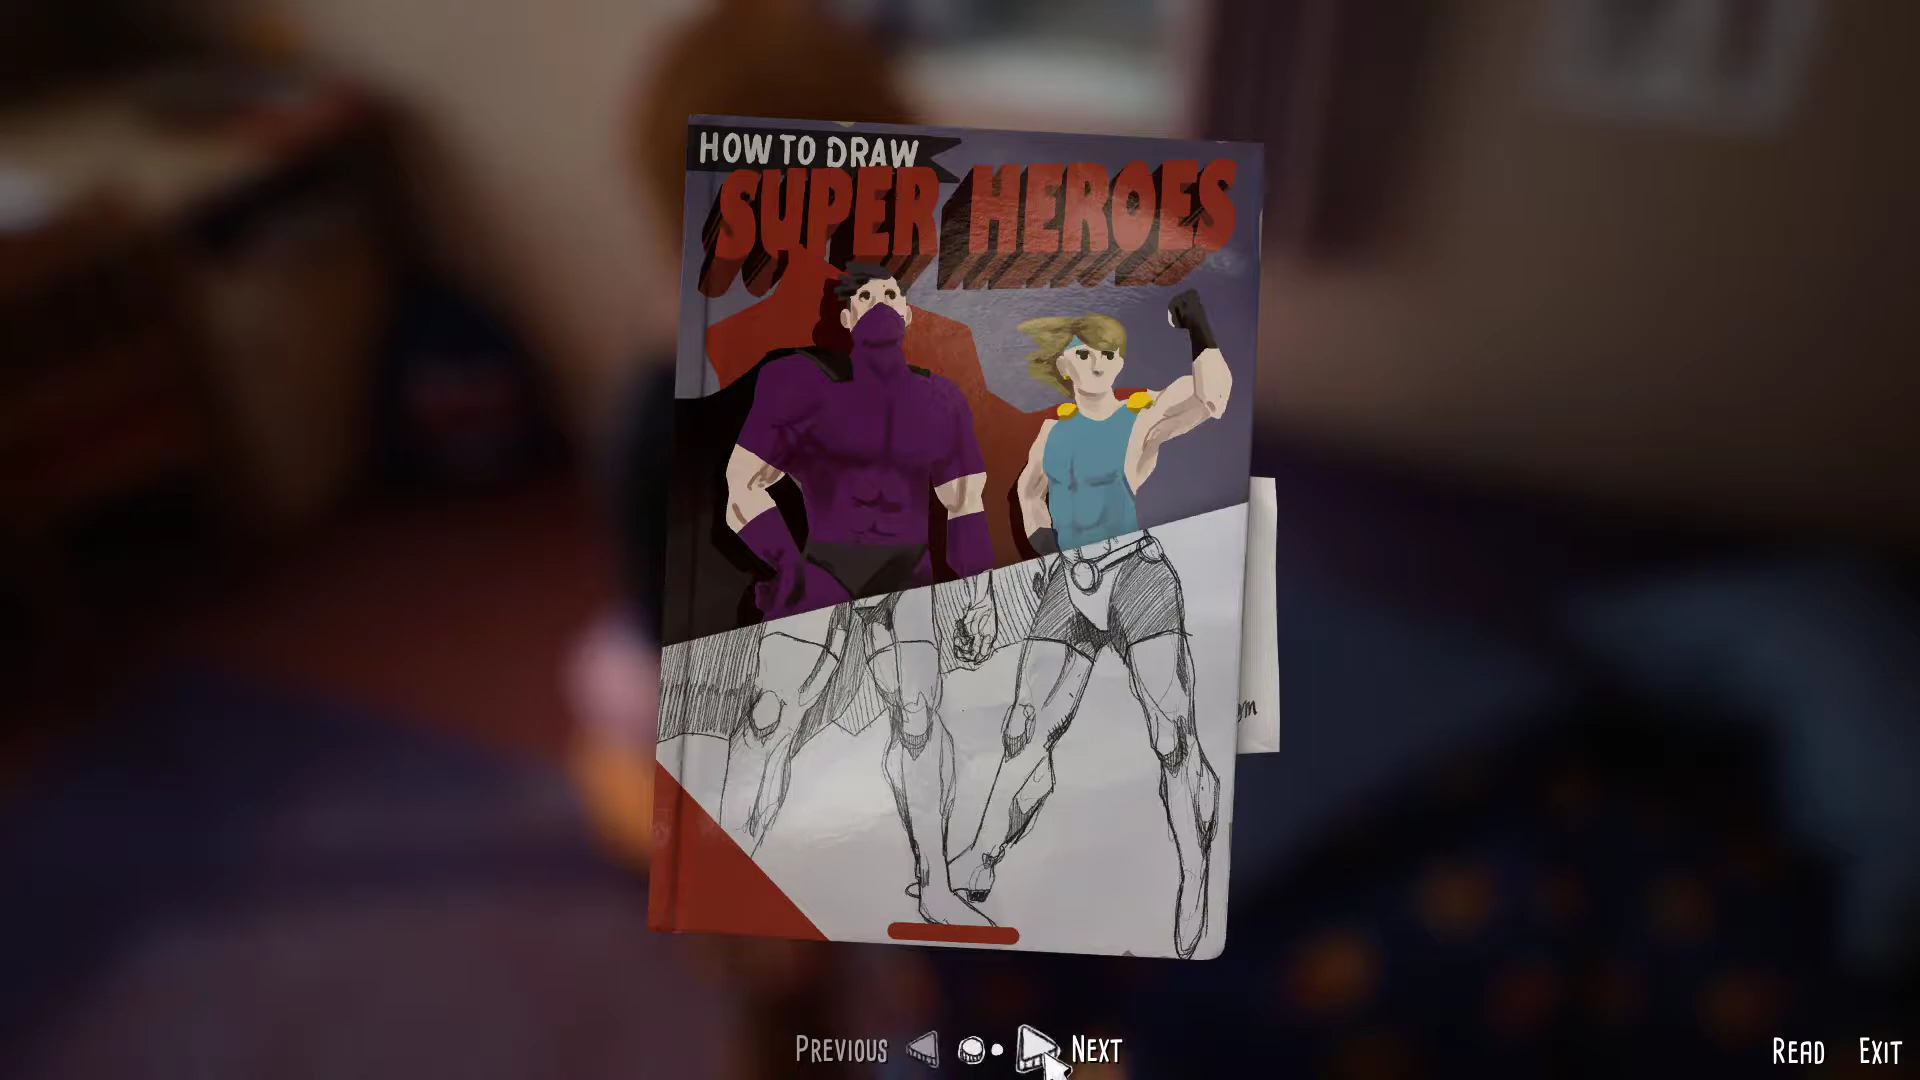 HOW TO DRAW
SUPER HEROES
PREVIOUS
NEXT
READ
EXIT